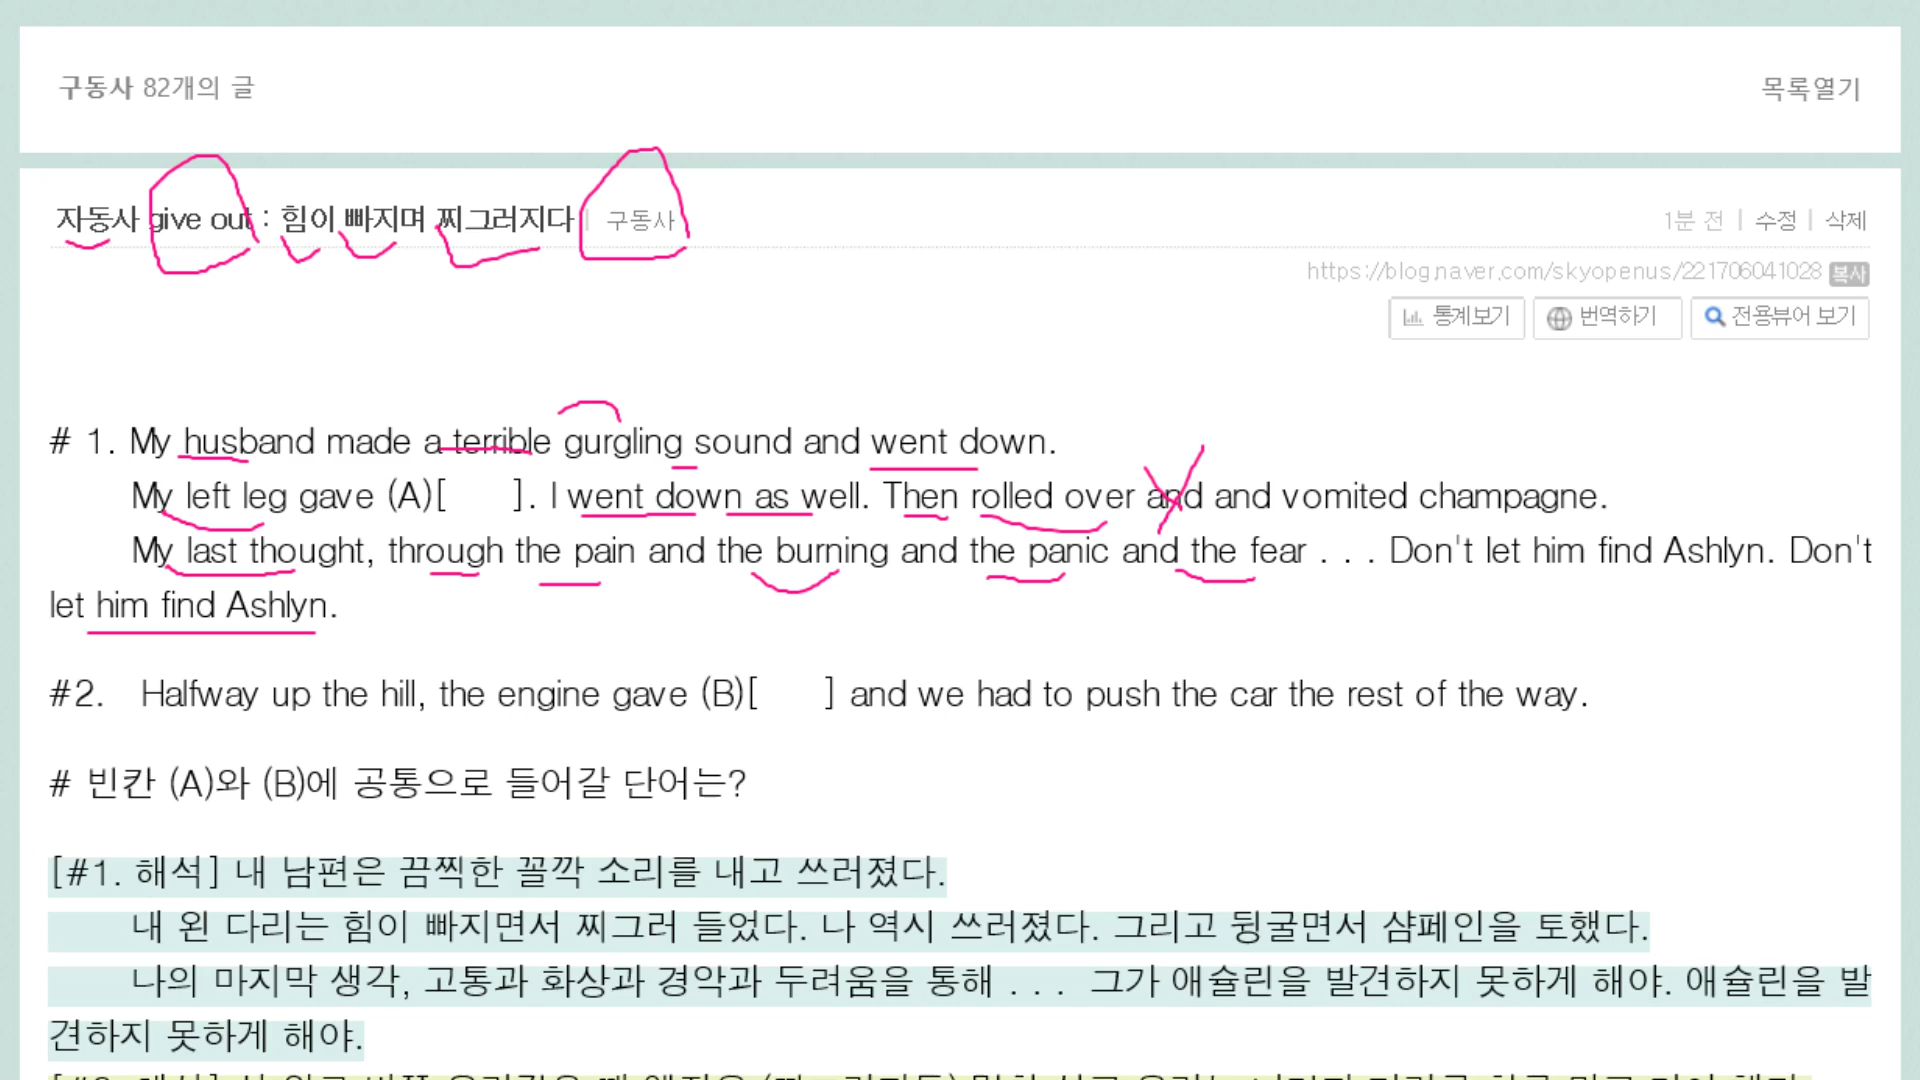 구동사 82개의 글
목록열기
자동사 give out : 힘이 빠지며 찌그러지다 | 구동사
1분 전 | 수정 | 삭제
https://blog.naver.com/skyopenus/221706041028 복사
통계보기 번역하기 전용뷰어 보기
# 1. My husband made a terrible gurgling sound and went down.
My left leg gave (A)[ ]. I went down as well. Then rolled over and and vomited champagne.
My last thought, through the pain and the burning and the panic and the fear . . . Don't let him find Ashlyn. Don't
let him find Ashlyn.
#2. Halfway up the hill, the engine gave (B)[ ] and we had to push the car the rest of the way.
# 빈칸 (A)와 (B)에 공통으로 들어갈 단어는?
[#1. 해석] 내 남편은 끔찍한 꼴깍 소리를 내고 쓰러졌다.
내 왼 다리는 힘이 빠지면서 찌그러 들었다. 나 역시 쓰러졌다. 그리고 뒹굴면서 샴페인을 토했다.
나의 마지막 생각, 고통과 화상과 경악과 두려움을 통해 . . . 그가 애슐린을 발견하지 못하게 해야. 애슐린을 발
견하지 못하게 해야.